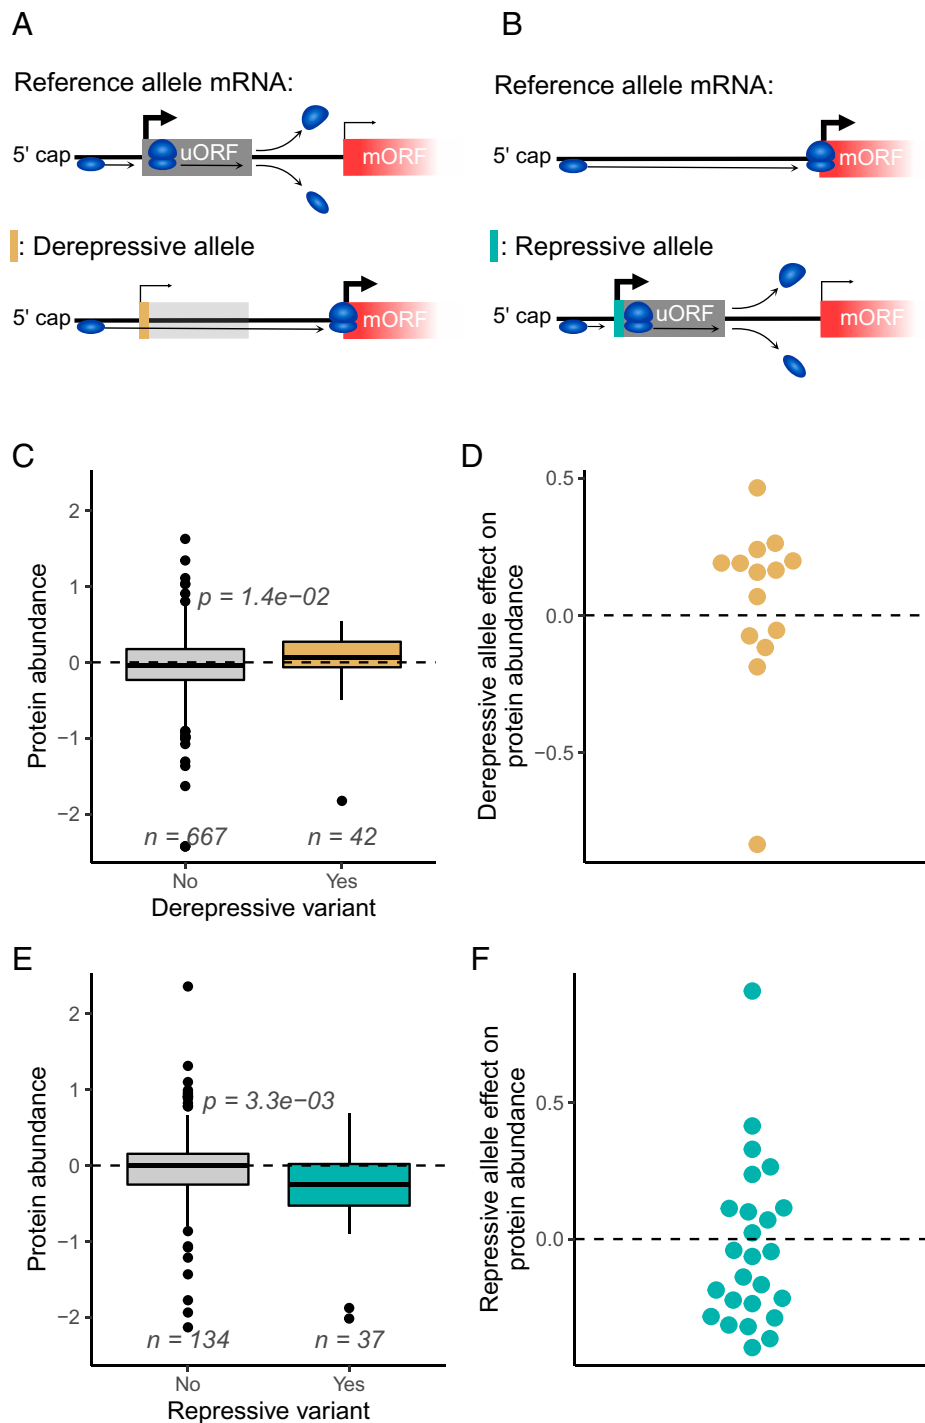 A
B
Reference allele mRNA:
Reference allele mRNA:
5' cap
uORF
mORF
5' cap
mORF
: Derepressive allele
: Repressive allele
5' cap
mORF
5' cap
uORF
mORF
C
Protein abundance
2
1
0
−1
−2
p = 1.4e−02
n = 667
n = 42
No
Yes
Derepressive variant
D
Derepressive allele effect on
protein abundance
0.5
0.0
−0.5
E
Protein abundance
2
1
0
−1
−2
p = 3.3e−03
n = 134
n = 37
No
Yes
Repressive variant
F
Repressive allele effect on
protein abundance
0.5
0.0